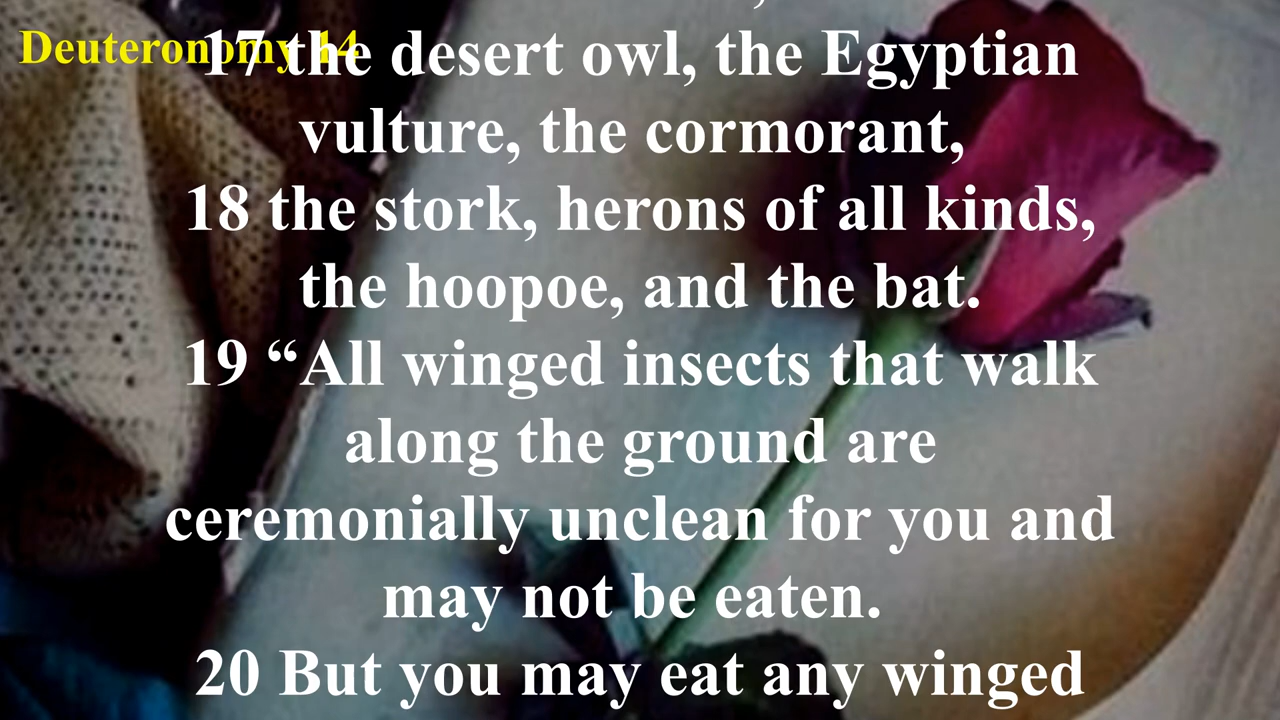 Deuteronomy 14
17 the desert owl, the Egyptian
vulture, the cormorant,
18 the stork, herons of all kinds,
the hoopoe, and the bat.
19 “All winged insects that walk
along the ground are
ceremonially unclean for you and
may not be eaten.
20 But you may eat any winged